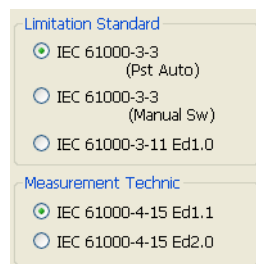 Limitation Standard
IEC 61000-3-3
(Pst Auto)
IEC 61000-3-3
(Manual Sw)
IEC 61000-3-11 Ed1.0
Measurement Technic
IEC 61000-4-15 Ed1.1
IEC 61000-4-15 Ed2.0